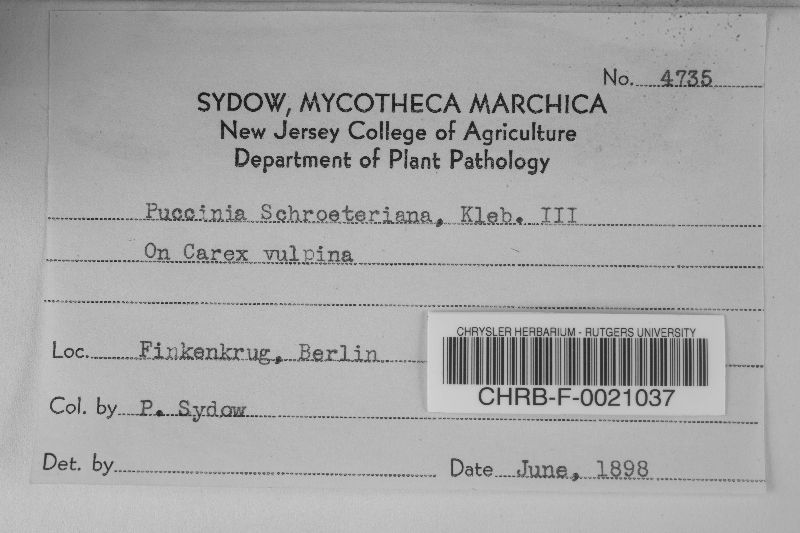 No. 4735
SYDOW, MYCOTHECA MARCHICA
New Jersey College of Agriculture
Department of Plant Pathology
Puccinia Schroeteriana, Kleb. III
On Carex vulpina
CHRYSLER HERBARIUM - RUTGERS UNIVERSITY
Loc. Finkenkrug, Berlin
CHRB-F-0021037
Col. by P. Sydow
Det. by
Date June, 1898